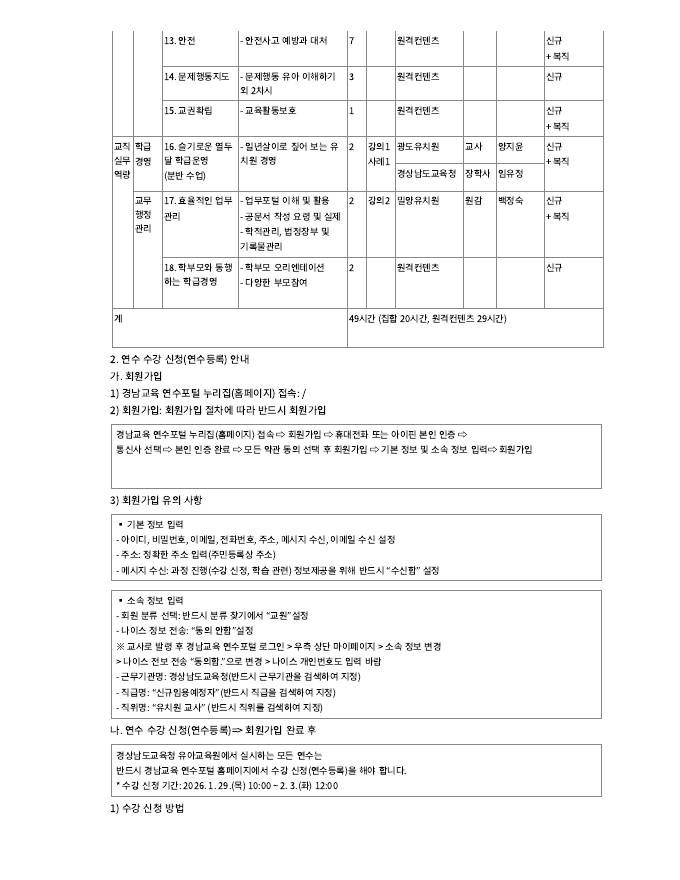 13. 안전 - 안전사고 예방과 대처 7 원격컨텐츠 신규
+ 복직
14. 문제행동지도 - 문제행동 유아 이해하기 3 원격컨텐츠 신규
외 2차시
15. 교권확립 - 교육활동보호 1 원격컨텐츠 신규
+ 복직
교직 학급 16. 슬기로운 열두 - 일년살이로 짚어 보는 유 2 강의1 광도유치원 교사 양지윤 신규
실무 경영 달 학급운영 치원 경영 사례1 + 복직
역량 (분반 수업) 경상남도교육청 장학사 임유정
교무 17. 효율적인 업무 - 업무포털 이해 및 활용 2 강의2 밀양유치원 원감 백정숙 신규
행정 관리 - 공문서 작성 요령 및 실제 + 복직
관리 - 학적관리, 법정장부 및
기록물관리
18. 학부모와 동행 - 학부모 오리엔테이션 2 원격컨텐츠 신규
하는 학급경영 - 다양한 부모참여
계 49시간 (집합 20시간, 원격컨텐츠 29시간)
2. 연수 수강 신청(연수등록) 안내
가. 회원가입
1) 경남교육 연수포털 누리집(홈페이지) 접속: /
2) 회원가입: 회원가입 절차에 따라 반드시 회원가입
경남교육 연수포털 누리집(홈페이지) 접속 ⇨ 회원가입 ⇨ 휴대전화 또는 아이핀 본인 인증 ⇨
통신사 선택 ⇨ 본인 인증 완료 ⇨ 모든 약관 동의 선택 후 회원가입 ⇨ 기본 정보 및 소속 정보 입력 ⇨ 회원가입
3) 회원가입 유의 사항
▪ 기본 정보 입력
- 아이디, 비밀번호, 이메일, 전화번호, 주소, 메시지 수신, 이메일 수신 설정
- 주소: 정확한 주소 입력(주민등록상 주소)
- 메시지 수신: 과정 진행(수강 신청, 학습 관련) 정보제공을 위해 반드시 “수신함” 설정
▪ 소속 정보 입력
- 회원 분류 선택: 반드시 분류 찾기에서 “교원”설정
- 나이스 정보 전송: “동의 안함”설정
※ 교사로 발령 후 경남교육 연수포털 로그인 > 우측 상단 마이페이지 > 소속 정보 변경
> 나이스 전보 전송 “동의함.”으로 변경 > 나이스 개인번호도 입력 바람
- 근무기관명: 경상남도교육청(반드시 근무기관을 검색하여 지정)
- 직급명: “신규임용예정자” (반드시 직급을 검색하여 지정)
- 직위명: “유치원 교사” (반드시 직위를 검색하여 지정)
나. 연수 수강 신청(연수등록)=> 회원가입 완료 후
경상남도교육청 유아교육원에서 실시하는 모든 연수는
반드시 경남교육 연수포털 홈페이지에서 수강 신청(연수등록)을 해야 합니다.
* 수강 신청 기간: 2026. 1. 29.(목) 10:00 ~ 2. 3.(화) 12:00
1) 수강 신청 방법